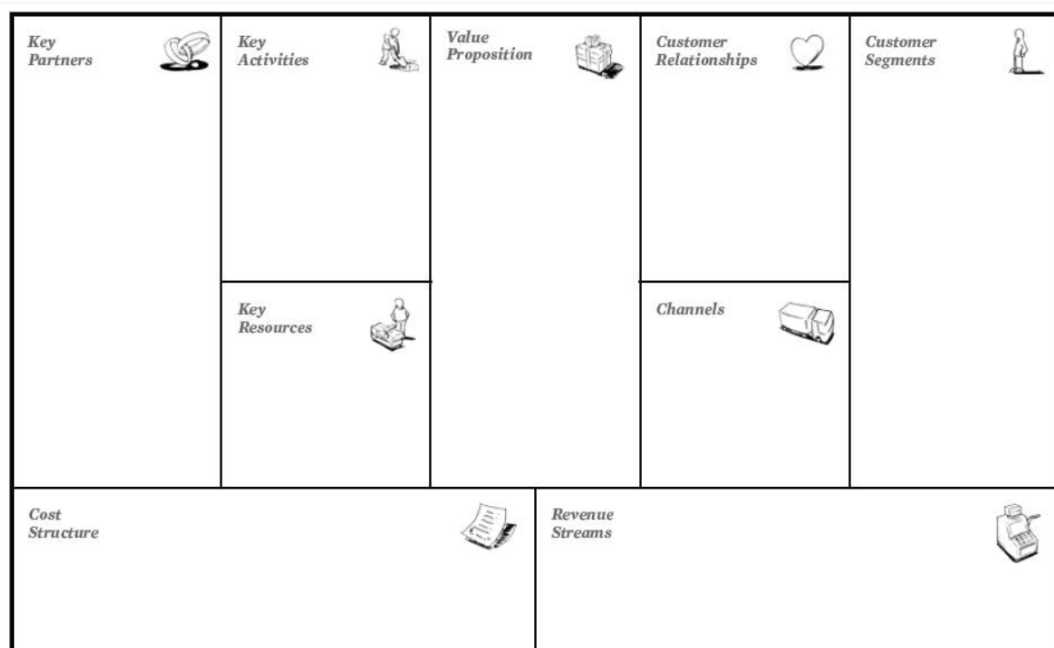 Key
Partners
Key
Activities
Value
Proposition
Customer
Relationships
Customer
Segments
Key
Resources
Channels
Cost
Structure
Revenue
Streams